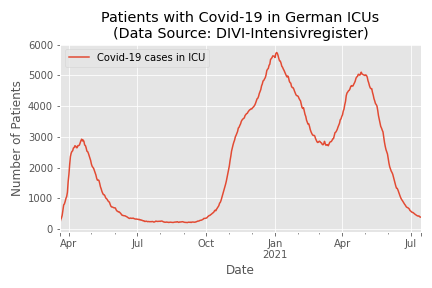 Patients with Covid-19 in German ICUs
(Data Source: DIVI-Intensivregister)
6000
5000
4000
3000
2000
1000
0
Number of Patients
Covid-19 cases in ICU
Apr
Jul
Oct
Jan
2021
Apr
Jul
Date